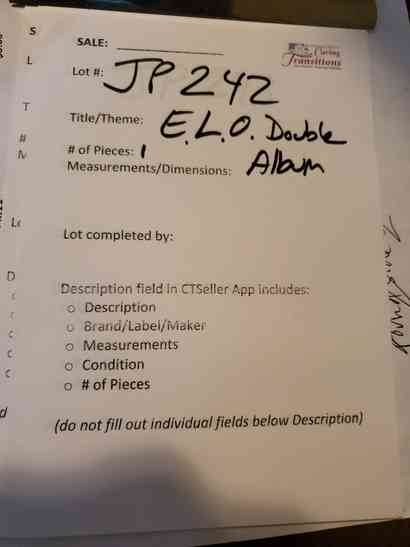 SALE:
Caring
Transitions
Lot #: JP242
Title/Theme: E.L.O. Double
Album
# of Pieces: 1
Measurements/Dimensions:
Lot completed by:
Description field in CTSeller App includes:
o Description
o Brand/Label/Maker
o Measurements
o Condition
o # of Pieces
(do not fill out individual fields below Description)